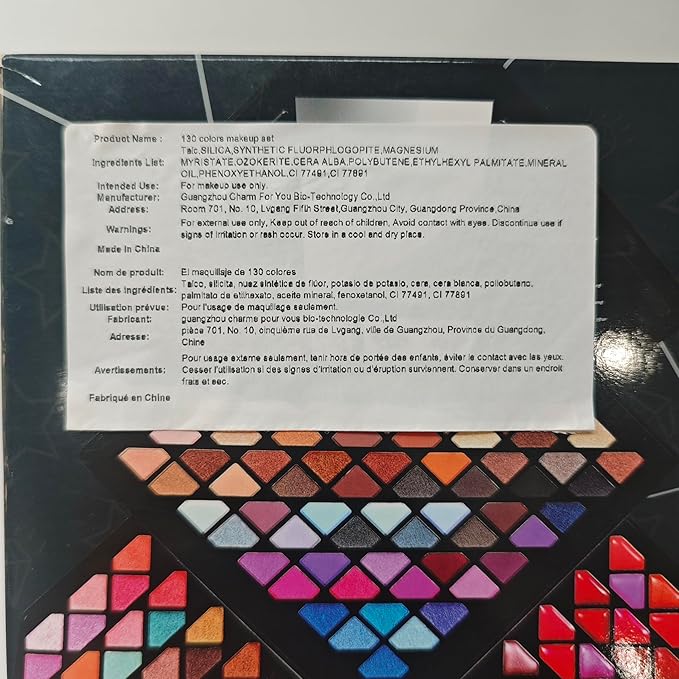 Product Name : 130 colors makeup set
Talc,SILICA,SYNTHETIC FLUORPHLOGOPITE,MAGNESIUM
Ingredients List: MYRISTATE,OZOKERITE,CERA ALBA,POLYBUTENE,ETHYLHEXYL PALMITATE,MINERAL
OIL,PHENOXYETHANOL,CI 77491,CI 77891
Intended Use: For makeup use only.
Manufacturer: Guangzhou Charm For You Bio-Technology Co.,Ltd
Address: Room 701, No. 10, Lvgang Fifth Street,Guangzhou City, Guangdong Province,China
Warnings: For external use only, Keep out of reach of children, Avoid contact with eyes. Discontinue use if
signs of irritation or rash occur. Store in a cool and dry place.
Made in China
Nom de produit: El maquillaje de 130 colores
Liste des ingrédients: Talco, silicita, nuez sintética de flúor, potasio de potasio, cera, cera blanca, poliobuteno,
palmitato de etilhexato, aceite mineral, fenoxetanol, CI 77491, CI 77891
Utilisation prévue: Pour l'usage de maquillage seulement.
Fabricant: guangzhou charme pour vous bio-technologie Co.,Ltd
Adresse: pièce 701, No. 10, cinquième rue de Lvgang, ville de Guangzhou, Province du Guangdong,
Chine
Avertissements: Pour usage externe seulement, tenir hors de portée des enfants, éviter le contact avec les yeux.
Cesser l'utilisation si des signes d'irritation ou d'éruption surviennent. Conserver dans un endroit
frais et sec.
Fabriqué en Chine